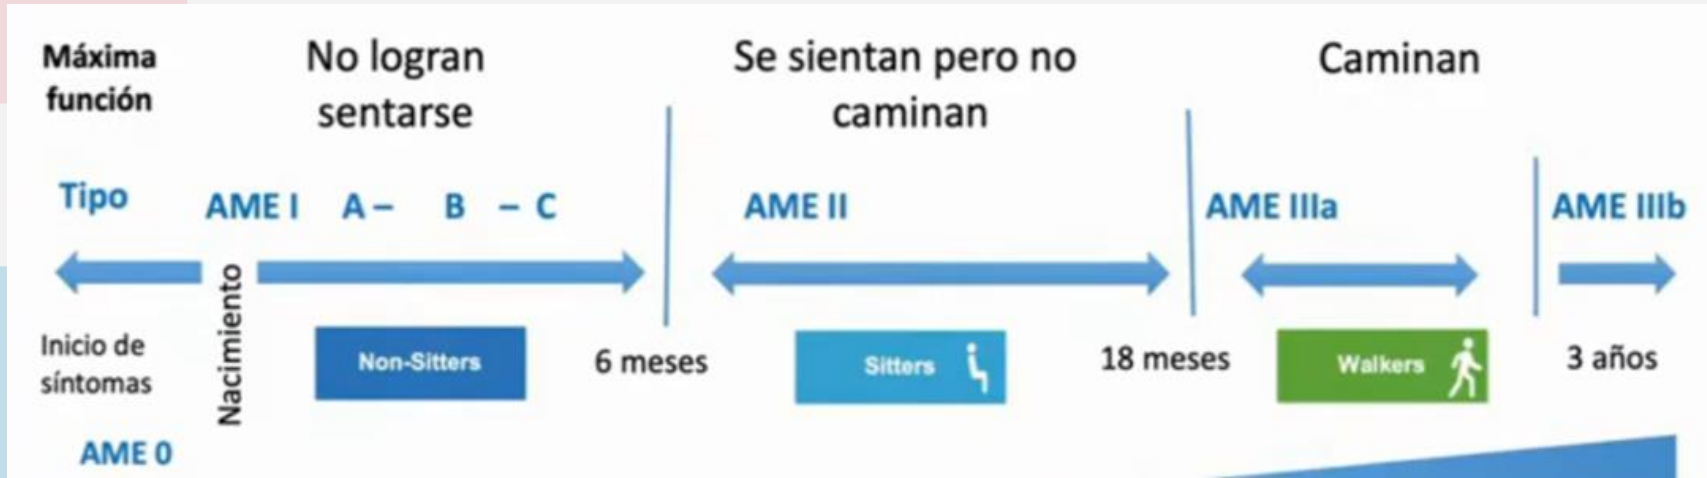 Máxima
función
No logran
sentarse
Se sientan pero no
caminan
Caminan
Tipo
AME I A – B – C
AME II
AME IIIa
AME IIIb
Nacimiento
Inicio de
síntomas
Non-Sitters
6 meses
Sitters
18 meses
Walkers
3 años
AME 0